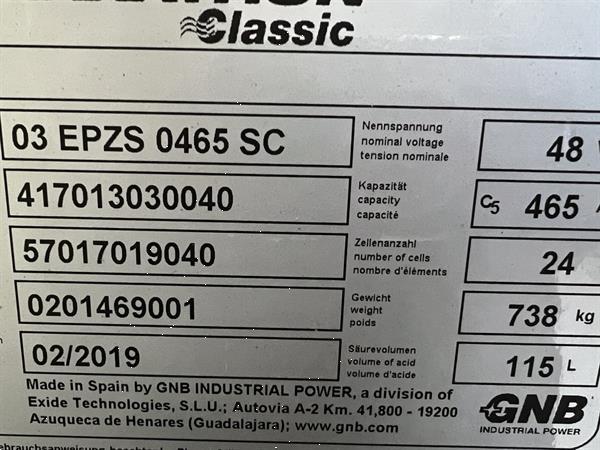 Classic
03 EPZS 0465 SC
Nennspannung
nominal voltage
tension nominale
48
417013030040
Kapazität
capacity
capacité
C5 465
57017019040
Zellenanzahl
number of cells
nombre d'éléments
24
0201469001
Gewicht
weight
poids
738 kg
02/2019
Säurevolumen
volume of acid
volume d'acide
115 L
Made in Spain by GNB INDUSTRIAL POWER, a division of
Exide Technologies, S.L.U.; Autovia A-2 Km. 41,800 - 19200
Azuqueca de Henares (Guadalajara); www.gnb.com
GNB
INDUSTRIAL POWER